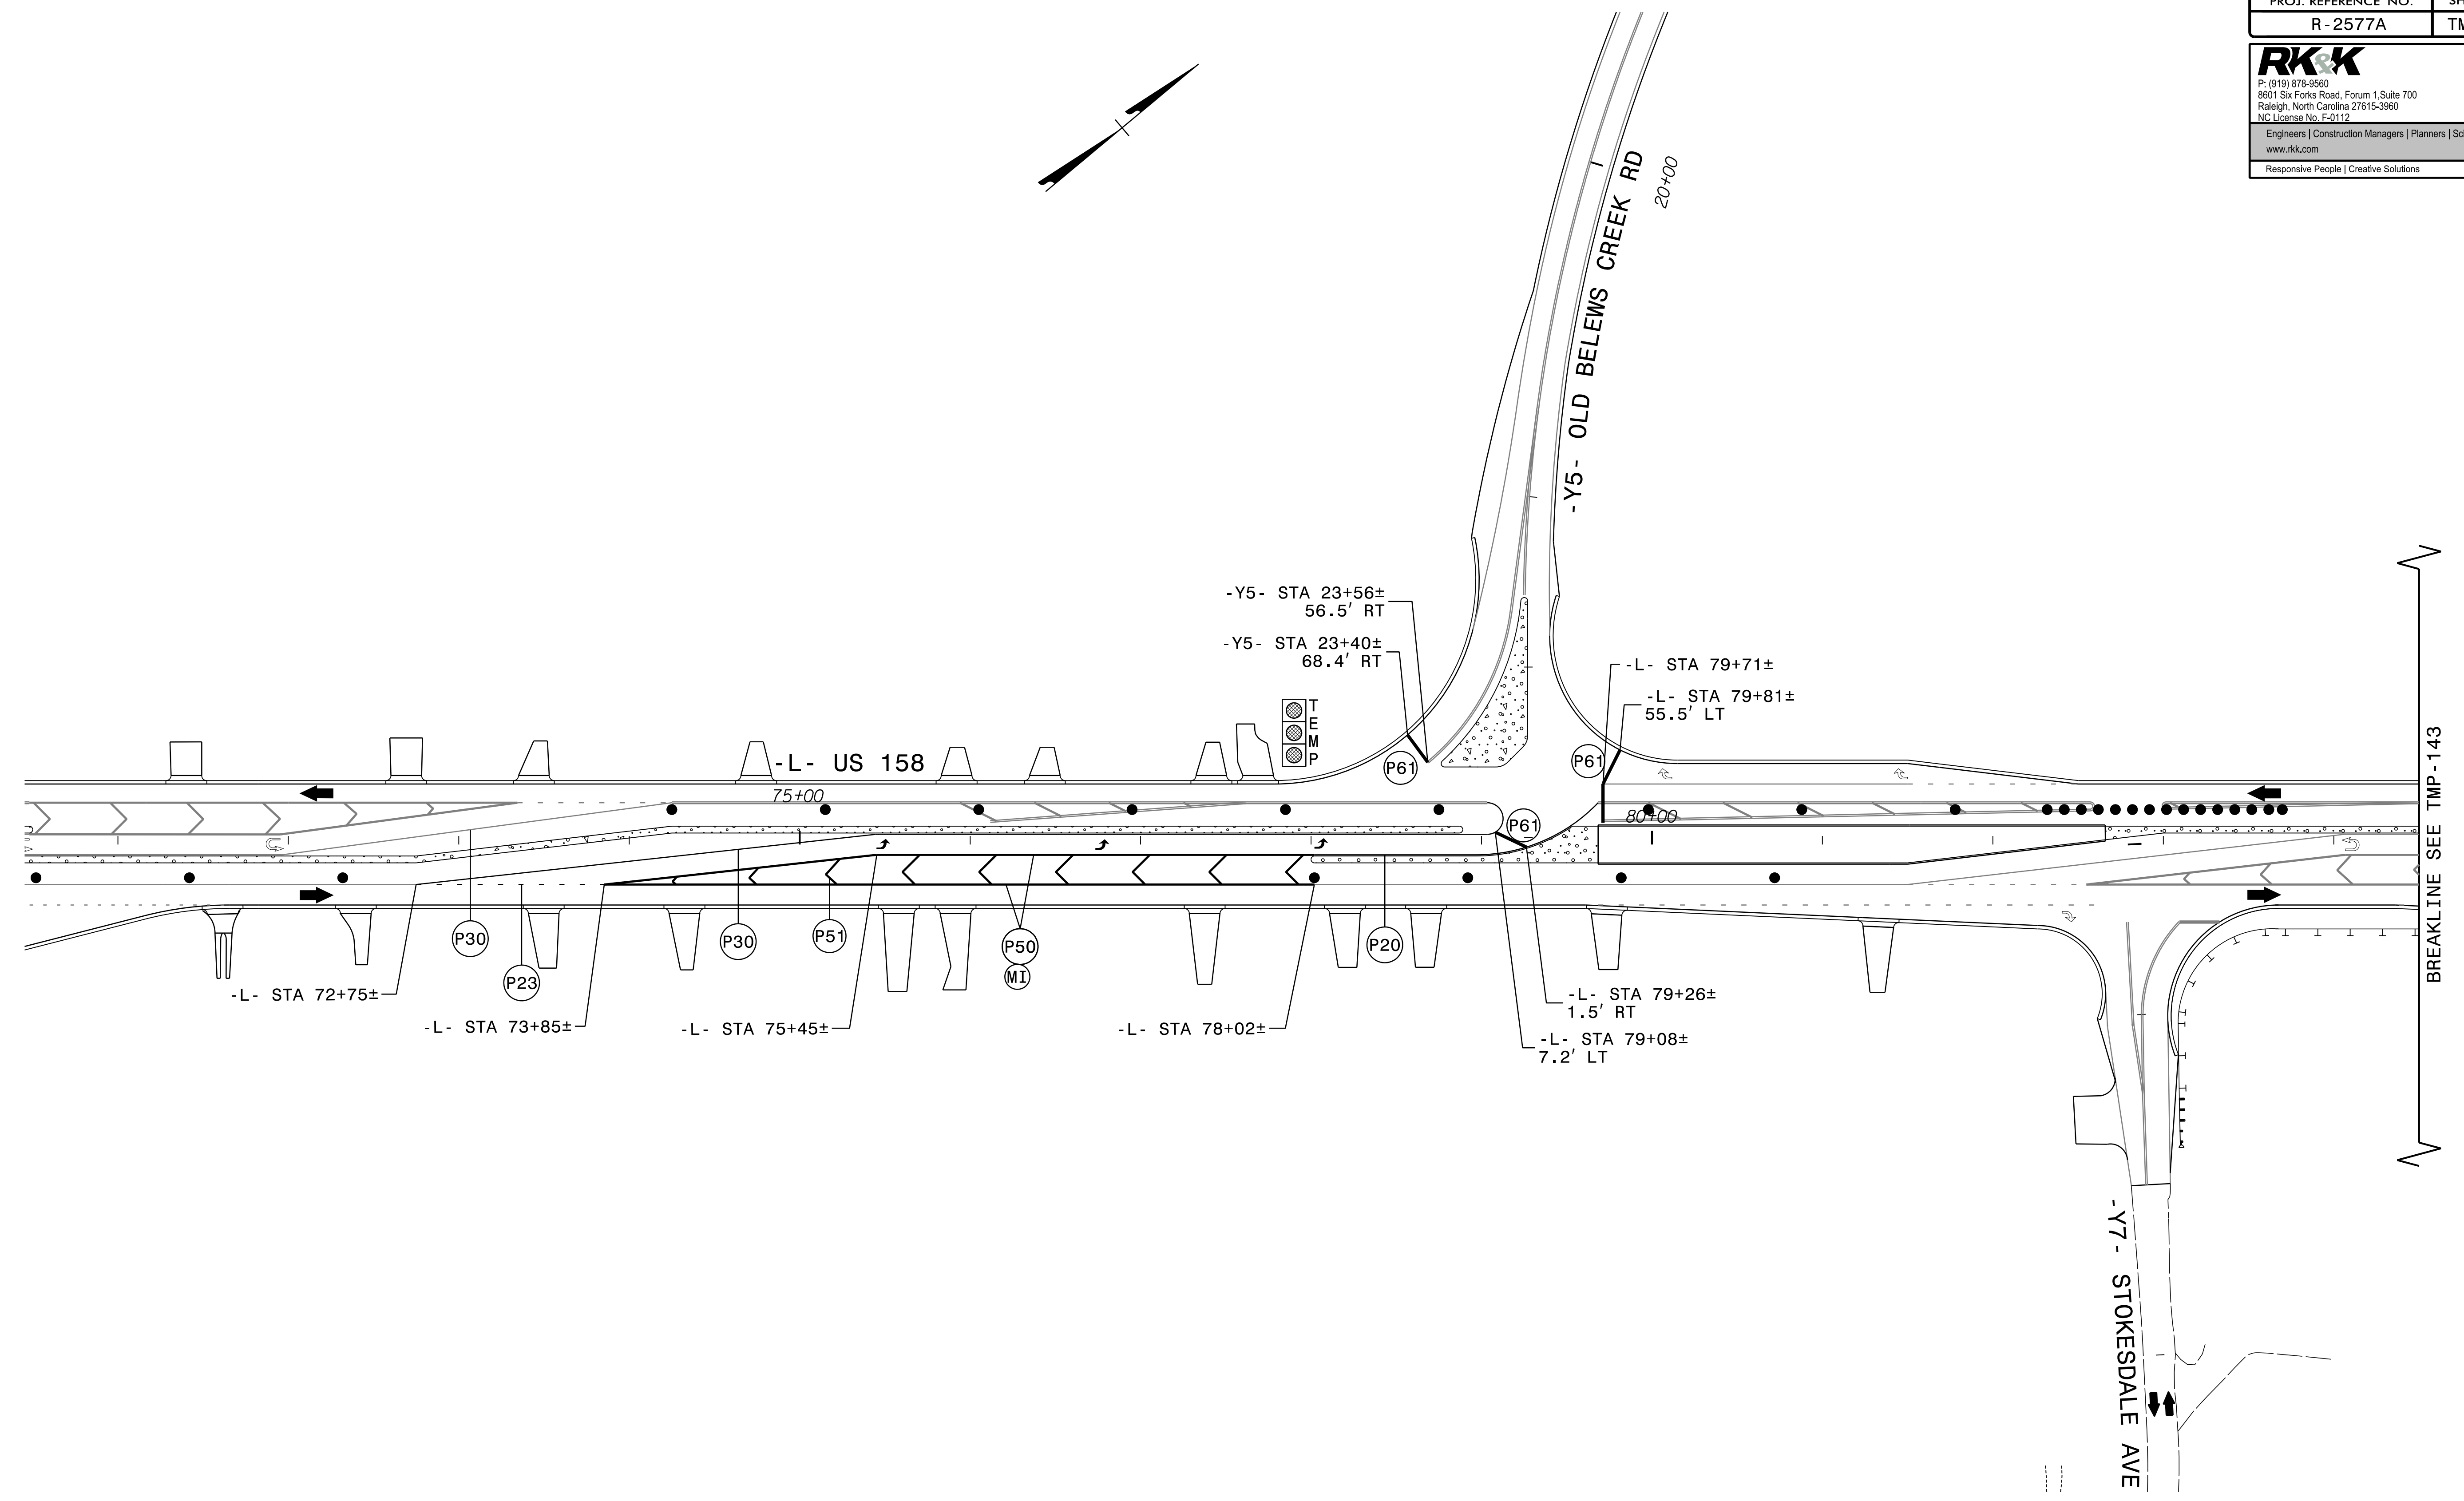 PROJ. REFERENCE NO.
R-2577A
RK&K
P: (919) 878-9560
8601 Six Forks Road, Forum 1,Suite 700
Raleigh, North Carolina 27615-3960
NC License No. F-0112
Engineers | Construction Managers | Planners |
www.rkk.com
Responsive People | Creative Solutions
20+00
-Y5- OLD BELEWS CREEK RD
-Y5- STA 23+56±
56.5' RT
-Y5- STA 23+40±
68.4' RT
-L- STA 79+71±
-L- STA 79+81±
55.5' LT
TEMP
P61
P61
-L- US 158
75+00
80+00
P61
BREAKLINE SEE TMP-143
P30
P23
P30
P51
P50
MI
P20
-L- STA 72+75±
-L- STA 73+85±
-L- STA 75+45±
-L- STA 78+02±
-L- STA 79+26±
1.5' RT
-L- STA 79+08±
7.2' LT
-Y7- STOKESDALE AVE